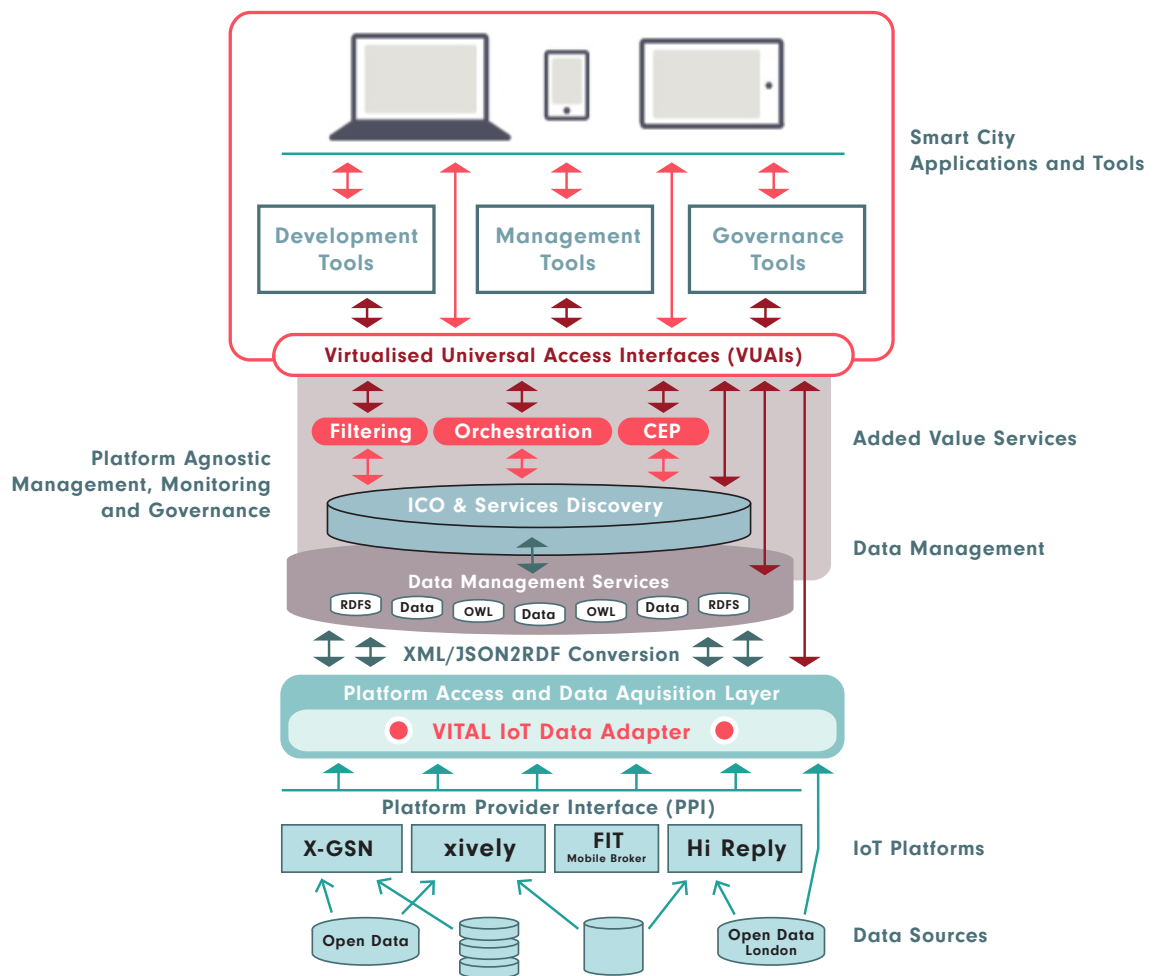 Smart City
Applications and Tools
Development
Tools
Management
Tools
Governance
Tools
Virtualised Universal Access Interfaces (VUAIs)
Filtering
Orchestration
CEP
Added Value Services
Platform Agnostic
Management, Monitoring
and Governance
ICO & Services Discovery
Data Management
Data Management Services
RDFS
Data
OWL
Data
OWL
Data
RDFS
XML/JSON2RDF Conversion
Platform Access and Data Aquisition Layer
VITAL IoT Data Adapter
Platform Provider Interface (PPI)
X-GSN
xively
FIT
Mobile Broker
Hi Reply
IoT Platforms
Open Data
Open Data
London
Data Sources